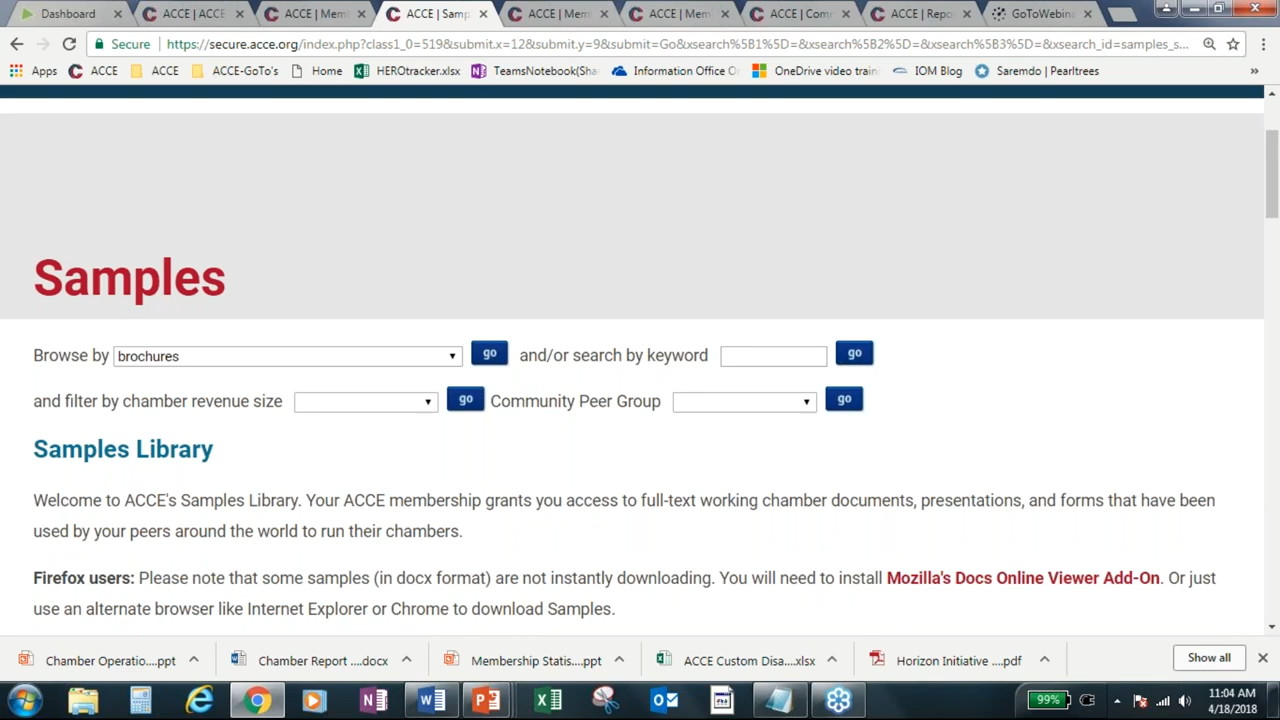 Dashboard
ACCE | ACCE
ACCE | Mem
ACCE | Samp
ACCE | Mem
ACCE | Mem
ACCE | Com
ACCE | Repo
GoToWebina
Secure https://secure.acce.org/index.php?class1_0=519&submit.x=12&submit.y=9&submit=Go&xsearch%5B1%5D=&xsearch%5B2%5D=&xsearch%5B3%5D=&xsearch_id=samples_s...
Apps ACCE ACCE ACCE-GoTo's Home HEROtracker.xlsx TeamsNotebook(Sha Information Office O OneDrive video train IOM Blog Saremdo | Pearltrees »
Samples
Browse by brochures go and/or search by keyword go
and filter by chamber revenue size go Community Peer Group go
Samples Library
Welcome to ACCE's Samples Library. Your ACCE membership grants you access to full-text working chamber documents, presentations, and forms that have been
used by your peers around the world to run their chambers.
Firefox users: Please note that some samples (in docx format) are not instantly downloading. You will need to install Mozilla's Docs Online Viewer Add-On. Or just
use an alternate browser like Internet Explorer or Chrome to download Samples.
Chamber Operatio....ppt
Chamber Report ....docx
Membership Statis....ppt
ACCE Custom Disa....xlsx
Horizon Initiative ....pdf
Show all
99%
11:04 AM
4/18/2018